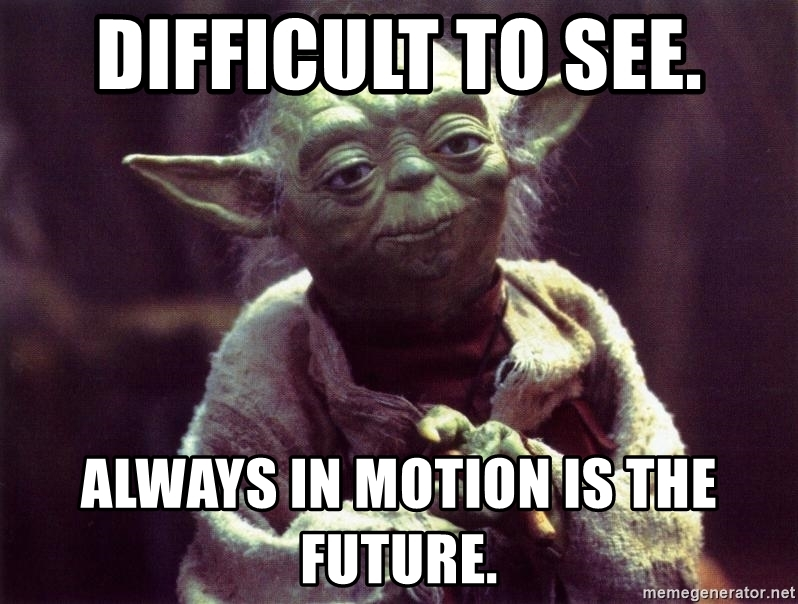 DIFFICULT TO SEE.
ALWAYS IN MOTION IS THE
FUTURE.
memegenerator.net